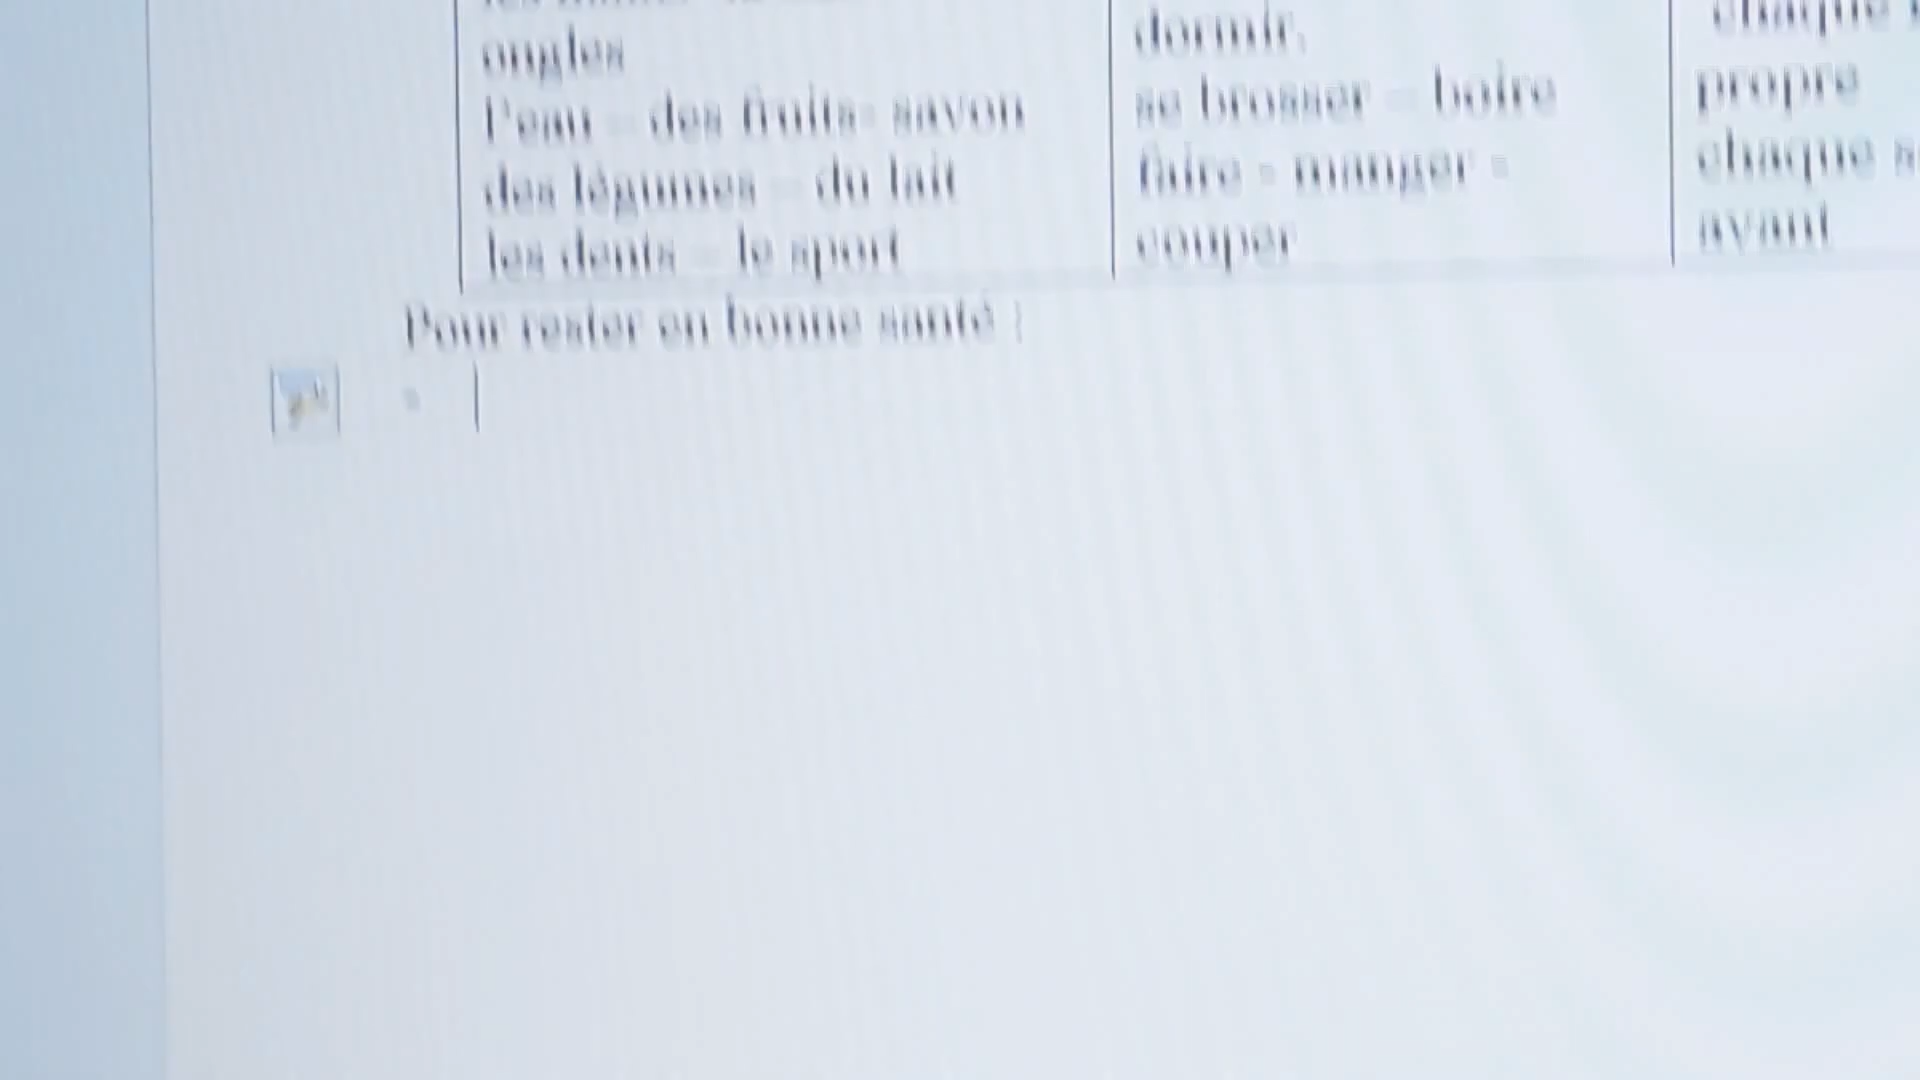 ongles
l'eau – des fruits- savon
des légumes – du lait
les dents – le sport
dormir.
se brosser – boire
faire - manger -
couper
chaque
propre
chaque
avant
Pour rester en bonne santé :
-